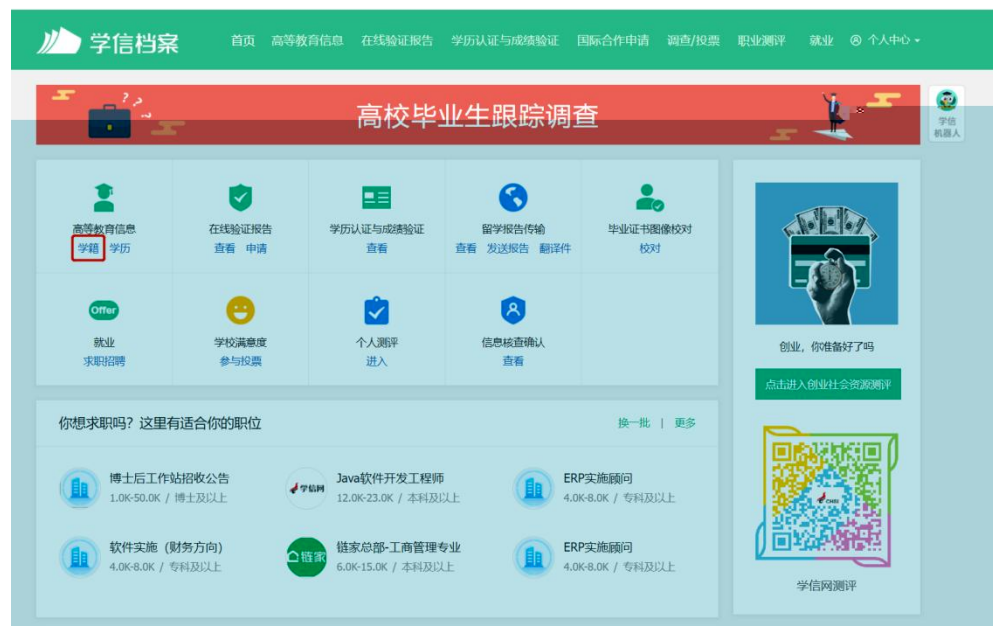 学信档案
首页 高等教育信息 在线验证报告 学历认证与成绩验证 国际合作申请 调查/投票 职业测评 就业 个人中心
高校毕业生跟踪调查
学信
机器人
高等教育信息
学籍 学历
在线验证报告
查看 申请
学历认证与成绩验证
查看
留学报告传输
查看 发送报告 翻译件
毕业证书图像校对
校对
Offer
就业
求职招聘
学校满意度
参与投票
个人测评
进入
信息核查确认
查看
创业，你准备好了吗
点击进入创业社会资源测评
你想求职吗？这里有适合你的职位
换一批 | 更多
博士后工作站招收公告
1.0K-50.0K / 博士及以上
学信网
Java软件开发工程师
12.0K-23.0K / 本科及以上
ERP实施顾问
4.0K-8.0K / 专科及以上
软件实施（财务方向）
4.0K-8.0K / 专科及以上
链家
链家总部-工商管理专业
6.0K-15.0K / 本科及以上
ERP实施顾问
4.0K-8.0K / 专科及以上
CHSI
学信网测评